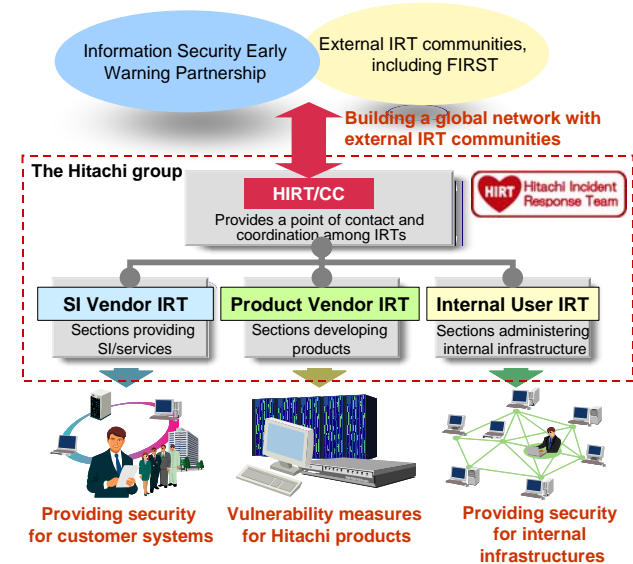 Information Security Early
Warning Partnership
External IRT communities,
including FIRST
Building a global network with
external IRT communities
The Hitachi group
HIRT/CC
Provides a point of contact and
coordination among IRTs
HIRT
Hitachi Incident
Response Team
SI Vendor IRT
Sections providing
SI/services
Product Vendor IRT
Sections developing
products
Internal User IRT
Sections administering
internal infrastructure
Providing security
for customer systems
Vulnerability measures
for Hitachi products
Providing security
for internal
infrastructures